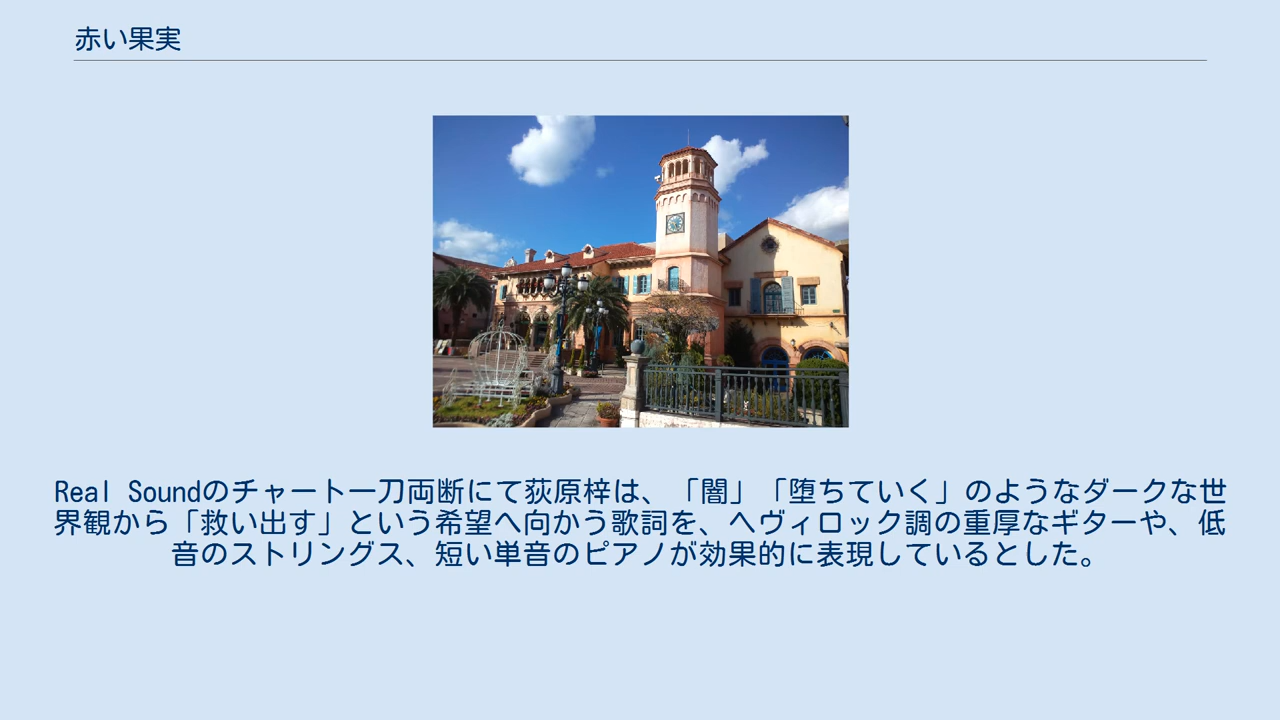 赤い果実
Real Soundのチャート一刀両断にて荻原梓は、「闇」「堕ちていく」のようなダークな世
界観から「救い出す」という希望へ向かう歌詞を、ヘヴィロック調の重厚なギターや、低
音のストリングス、短い単音のピアノが効果的に表現しているとした。